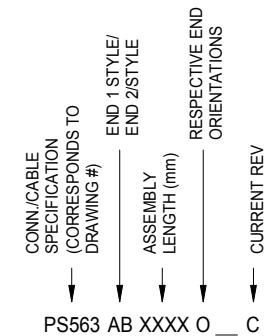 CONN./CABLE
SPECIFICATION
(CORRESPONDS TO
DRAWING #)
END 1 STYLE/
END 2/STYLE
ASSEMBLY
LENGTH (mm)
RESPECTIVE END
ORIENTATIONS
CURRENT REV
PS563 AB XXXX O __ C